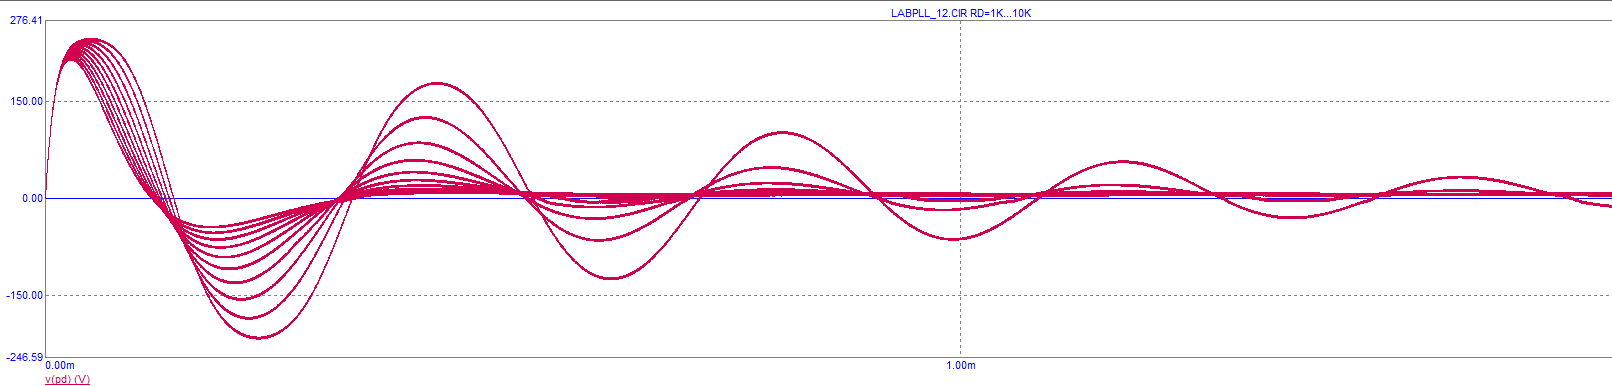 LABPLL_12.CIR RD=1K...10K
276.41
150.00
0.00
-150.00
-246.59
0.00m
1.00m
v(pd) (V)